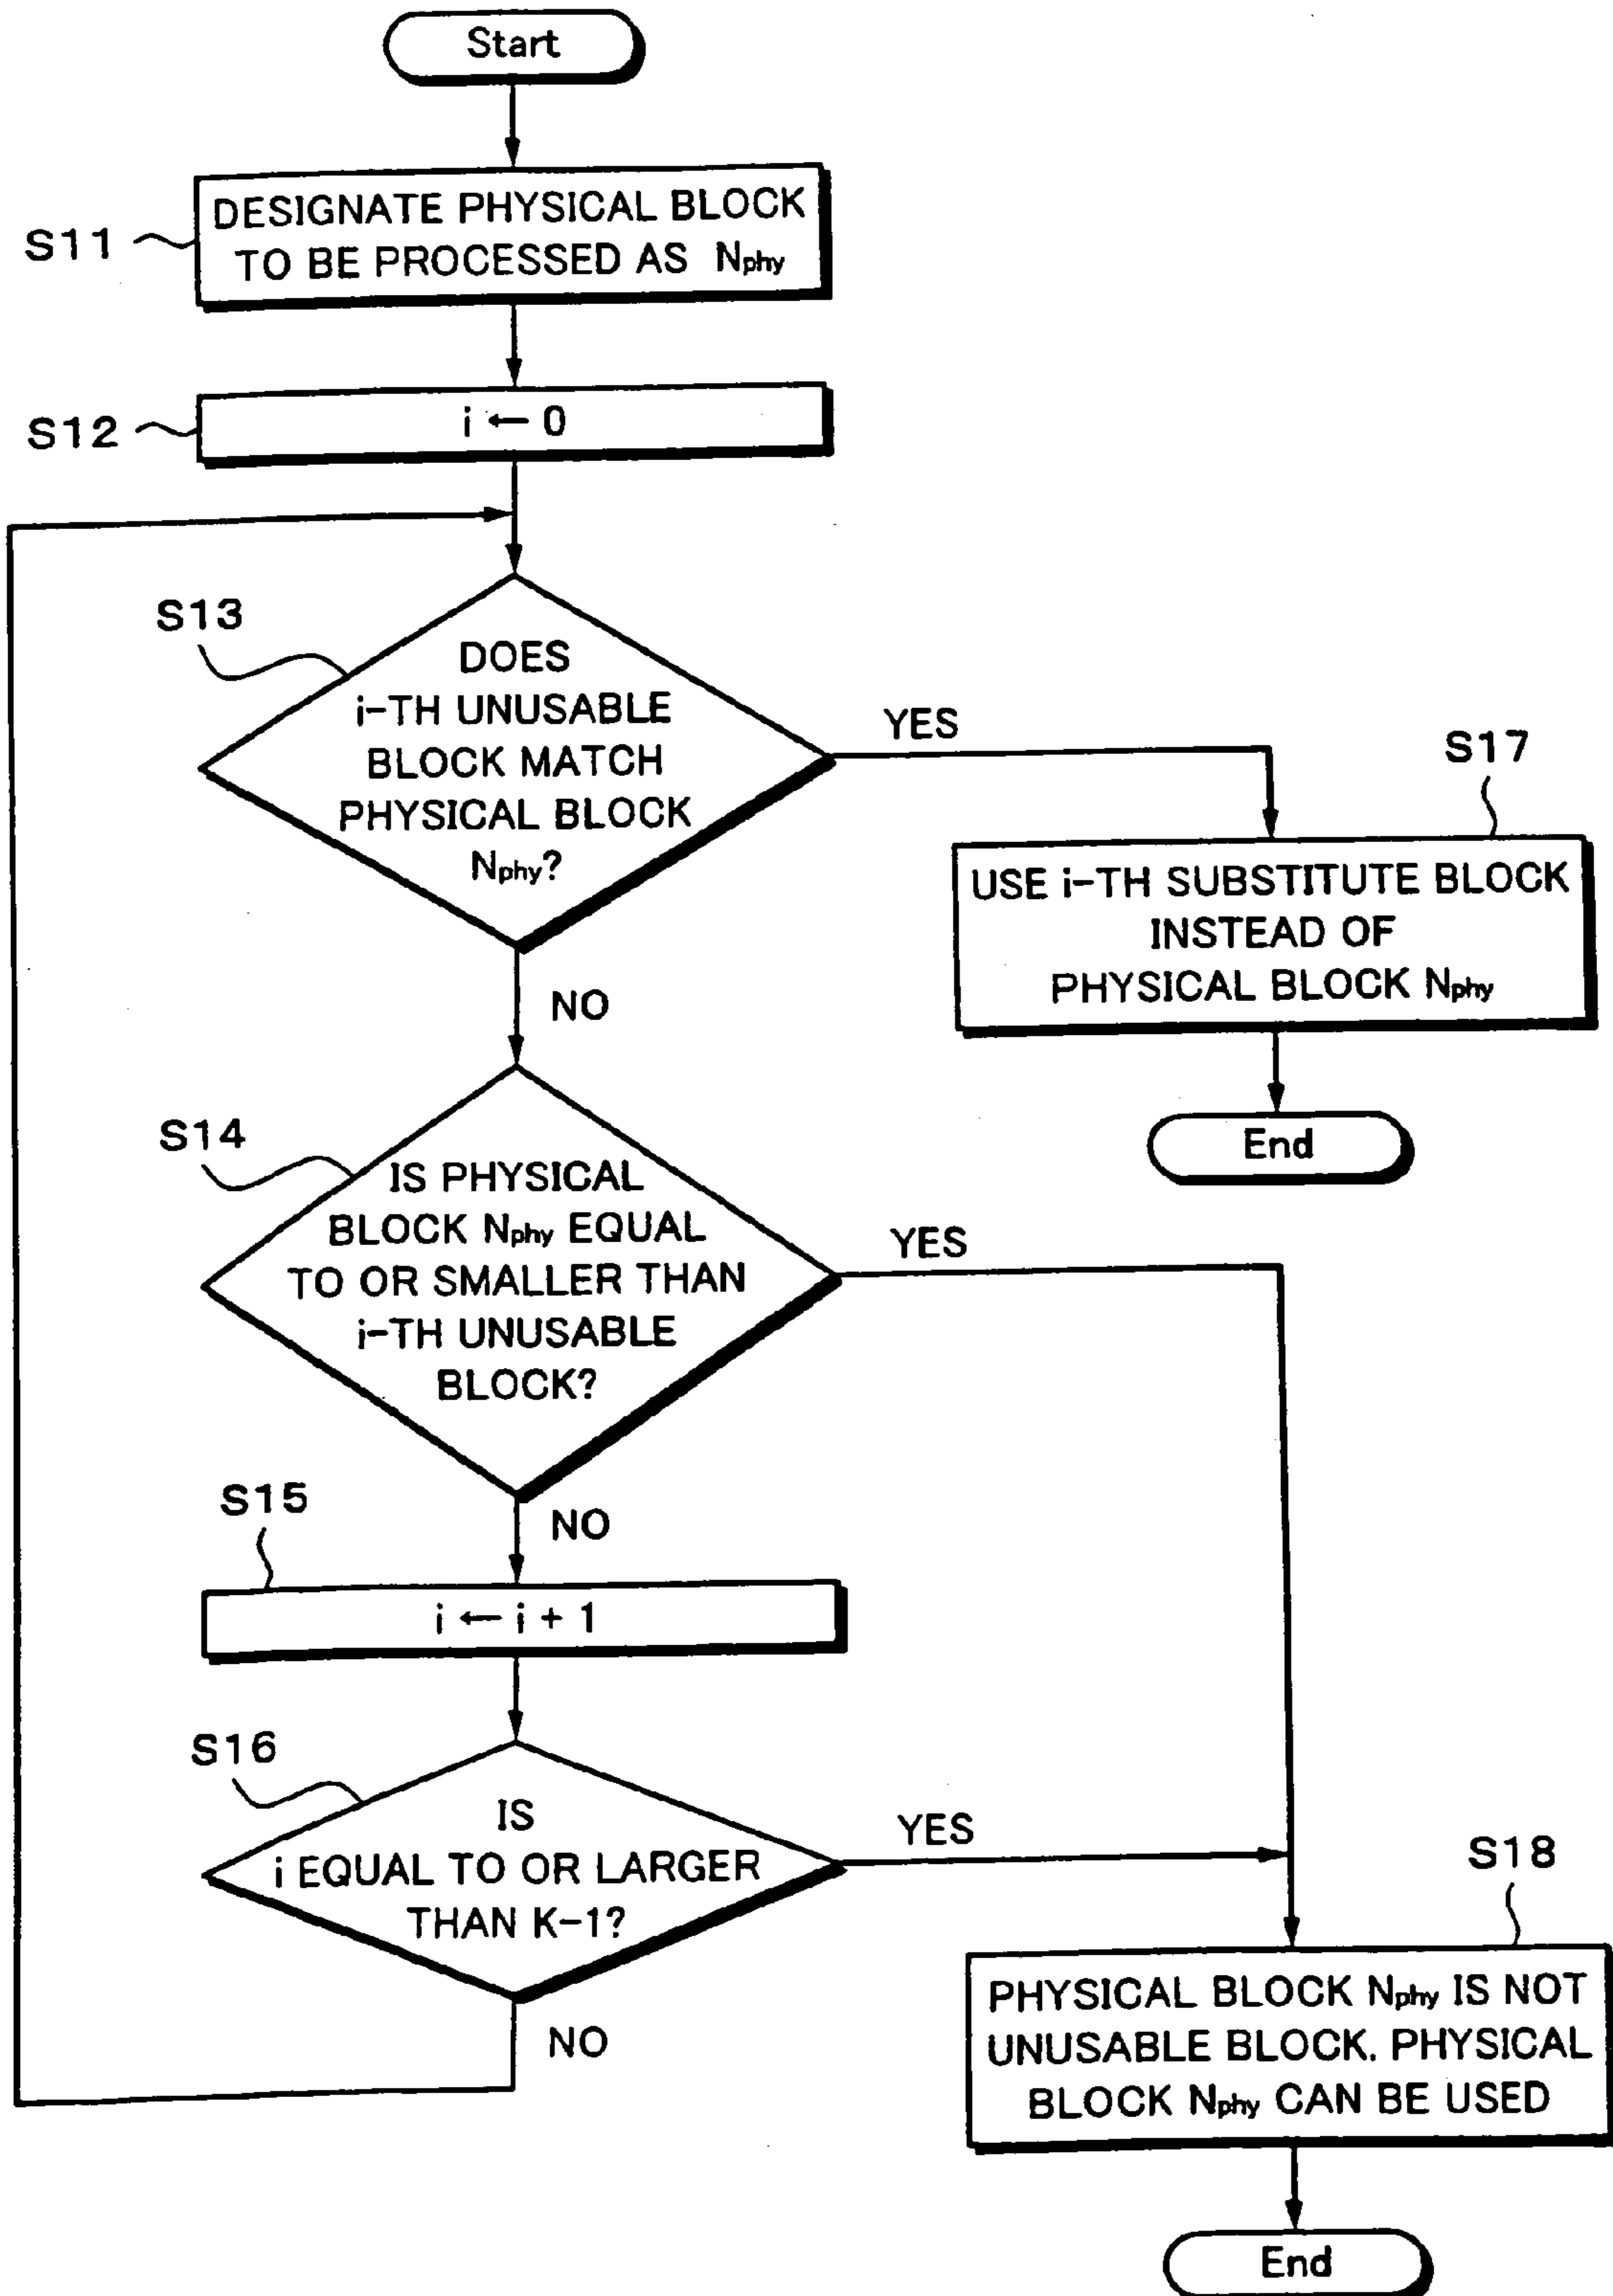 Start
S11
DESIGNATE PHYSICAL BLOCK
TO BE PROCESSED AS Nphy
S12
i ← 0
S13
DOES
i-TH UNUSABLE
BLOCK MATCH
PHYSICAL BLOCK
Nphy?
YES
NO
S17
USE i-TH SUBSTITUTE BLOCK
INSTEAD OF
PHYSICAL BLOCK Nphy
End
S14
IS PHYSICAL
BLOCK Nphy EQUAL
TO OR SMALLER THAN
i-TH UNUSABLE
BLOCK?
YES
NO
S15
i ← i + 1
S16
IS
i EQUAL TO OR LARGER
THAN K-1?
YES
NO
S18
PHYSICAL BLOCK Nphy IS NOT
UNUSABLE BLOCK. PHYSICAL
BLOCK Nphy CAN BE USED
End